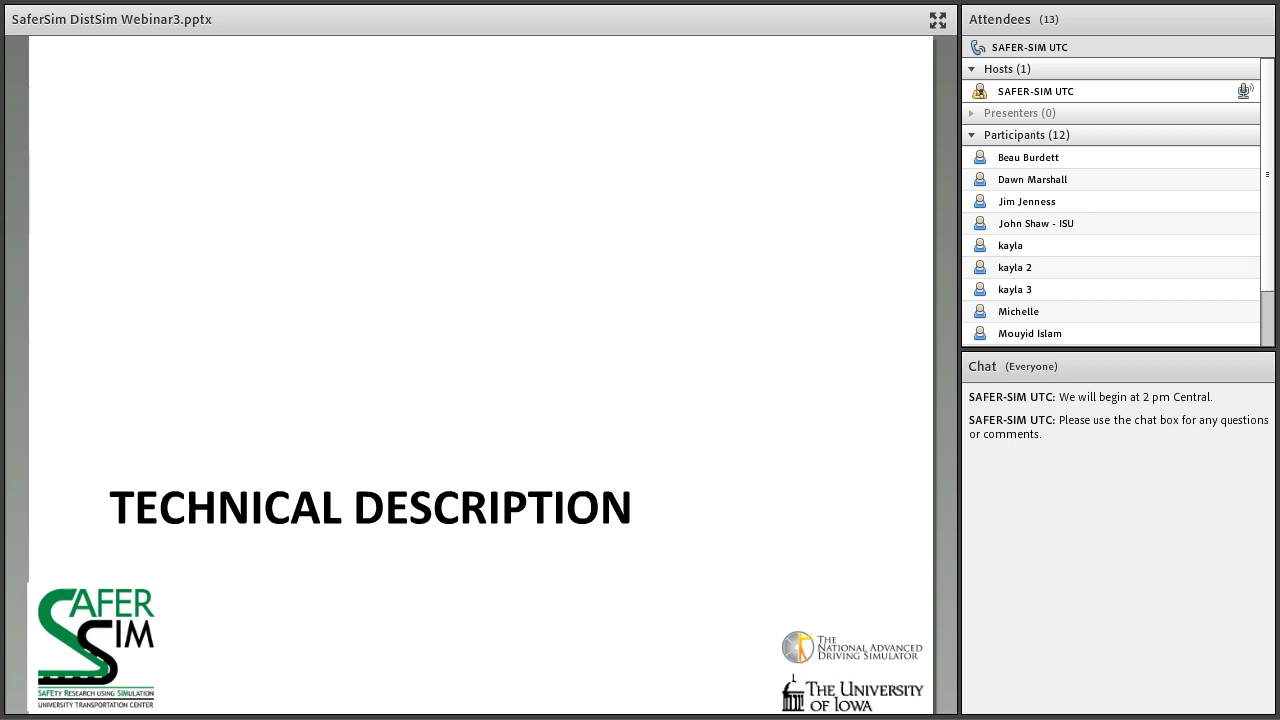 SaferSim DistSim Webinar3.pptx
TECHNICAL DESCRIPTION
SAFER
SIM
SAFETY RESEARCH USING SIMULATION
UNIVERSITY TRANSPORTATION CENTER
THE
NATIONAL ADVANCED
DRIVING SIMULATOR
THE UNIVERSITY
OF IOWA
Attendees (13)
SAFER-SIM UTC
Hosts (1)
SAFER-SIM UTC
Presenters (0)
Participants (12)
Beau Burdett
Dawn Marshall
Jim Jenness
John Shaw - ISU
kayla
kayla 2
kayla 3
Michelle
Mouyid Islam
Chat (Everyone)
SAFER-SIM UTC: We will begin at 2 pm Central.
SAFER-SIM UTC: Please use the chat box for any questions
or comments.